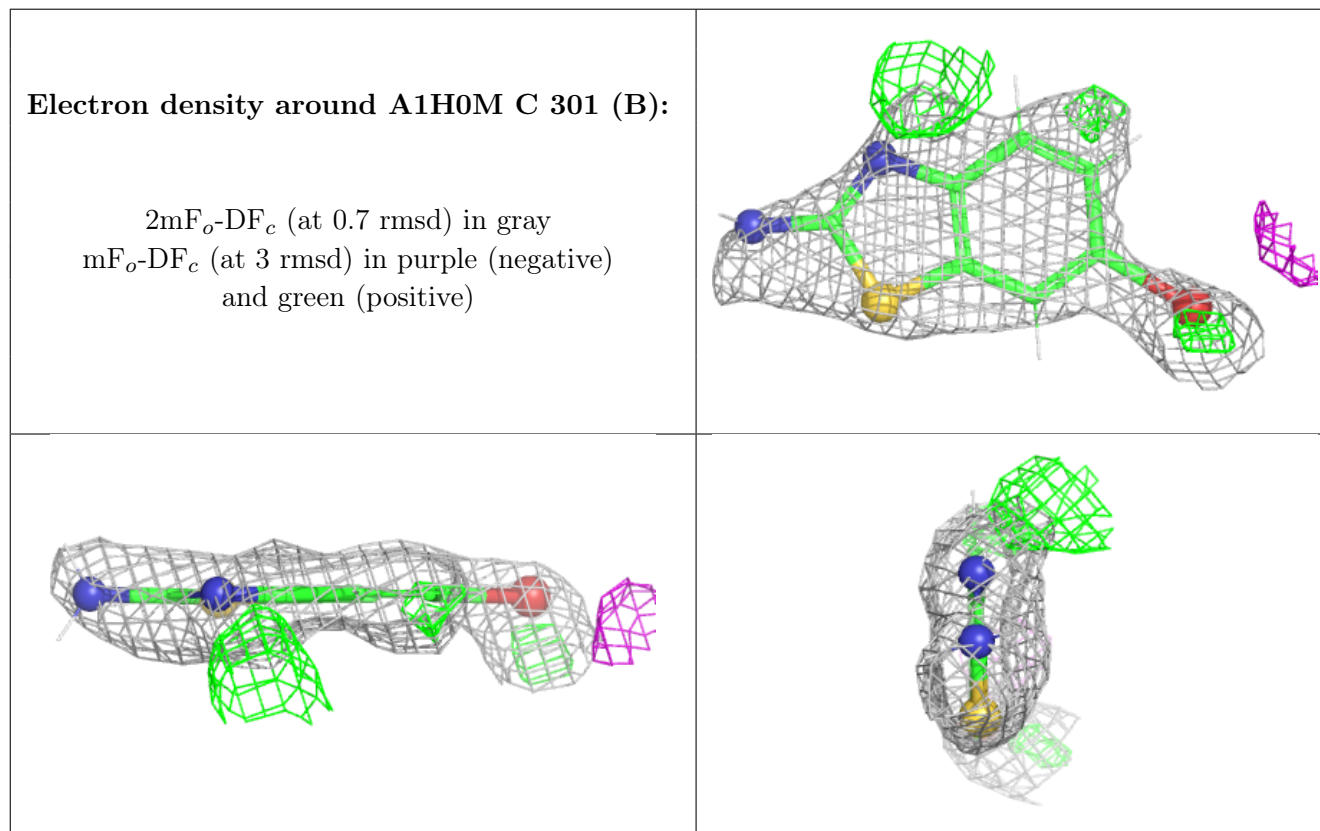 Electron density around A1H0M C 301 (B):
2mFo-DFc (at 0.7 rmsd) in gray
mFo-DFc (at 3 rmsd) in purple (negative)
and green (positive)